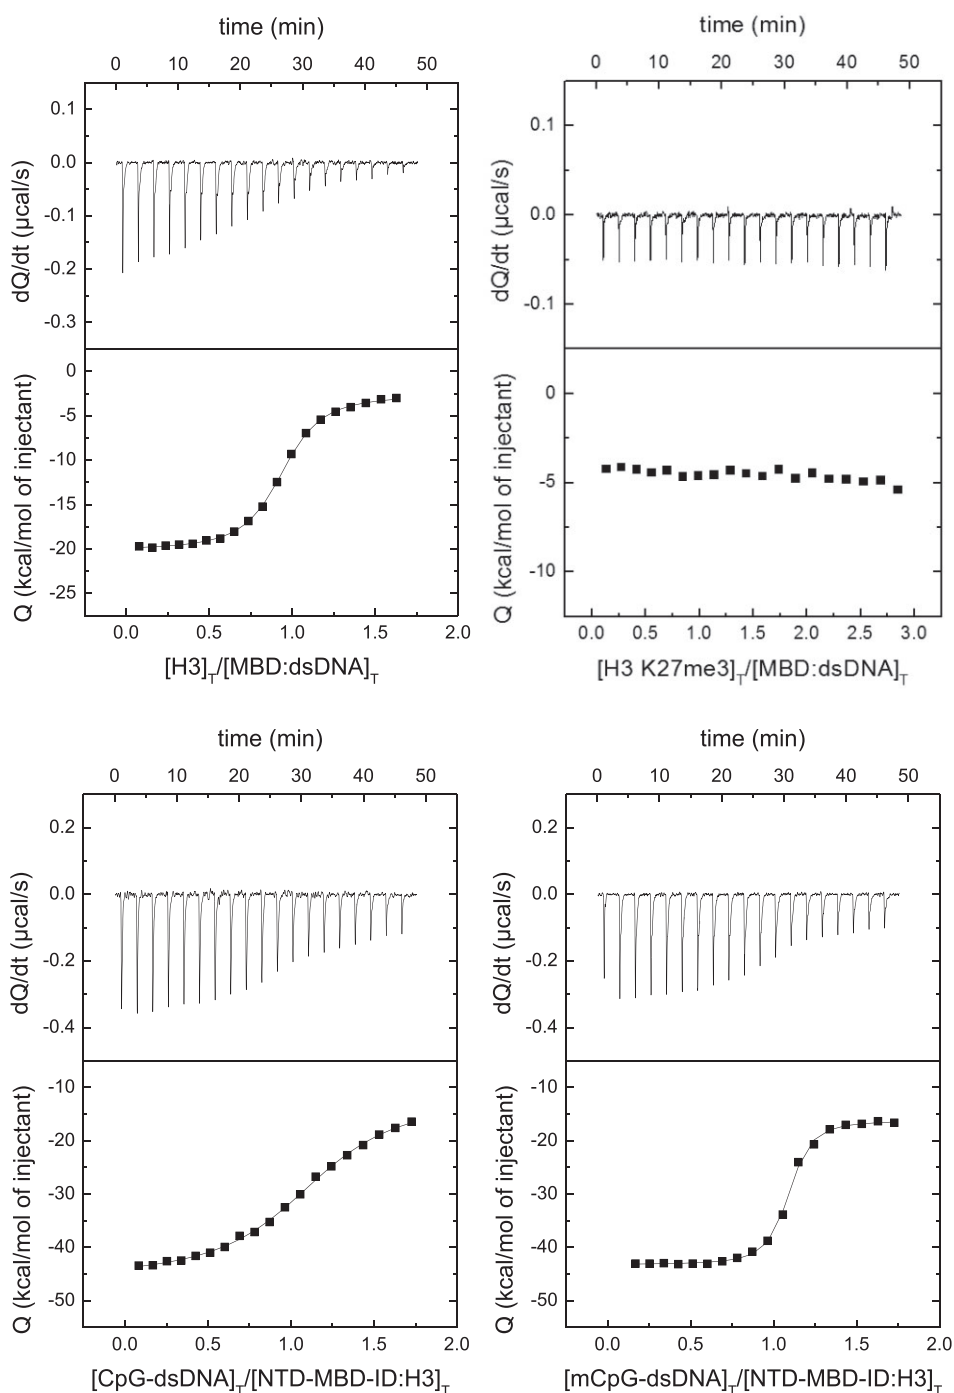 time (min)
0 10 20 30 40 50
0.1
0.0
-0.1
-0.2
-0.3
dQ/dt (µcal/s)
0
-5
-10
-15
-20
-25
Q (kcal/mol of injectant)
0.0 0.5 1.0 1.5 2.0
[H3]T/[MBD:dsDNA]T
time (min)
0 10 20 30 40 50
0.1
0.0
-0.1
dQ/dt (µcal/s)
0
-5
-10
Q (kcal/mol of injectant)
0.0 0.5 1.0 1.5 2.0 2.5 3.0
[H3 K27me3]T/[MBD:dsDNA]T
time (min)
0 10 20 30 40 50
0.2
0.0
-0.2
-0.4
dQ/dt (µcal/s)
-10
-20
-30
-40
-50
Q (kcal/mol of injectant)
0.0 0.5 1.0 1.5 2.0
[CpG-dsDNA]T/[NTD-MBD-ID:H3]T
time (min)
0 10 20 30 40 50
0.2
0.0
-0.2
-0.4
dQ/dt (µcal/s)
-10
-20
-30
-40
-50
Q (kcal/mol of injectant)
0.0 0.5 1.0 1.5 2.0
[mCpG-dsDNA]T/[NTD-MBD-ID:H3]T